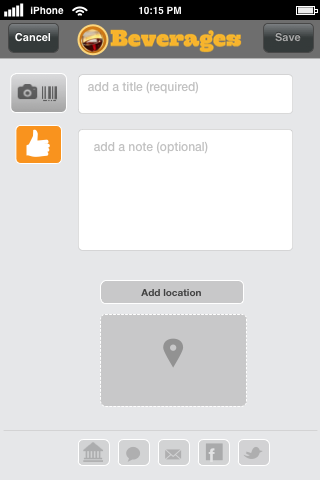 iPhone
10:15 PM
Cancel
Beverages
Save
add a title (required)
add a note (optional)
Add location
f